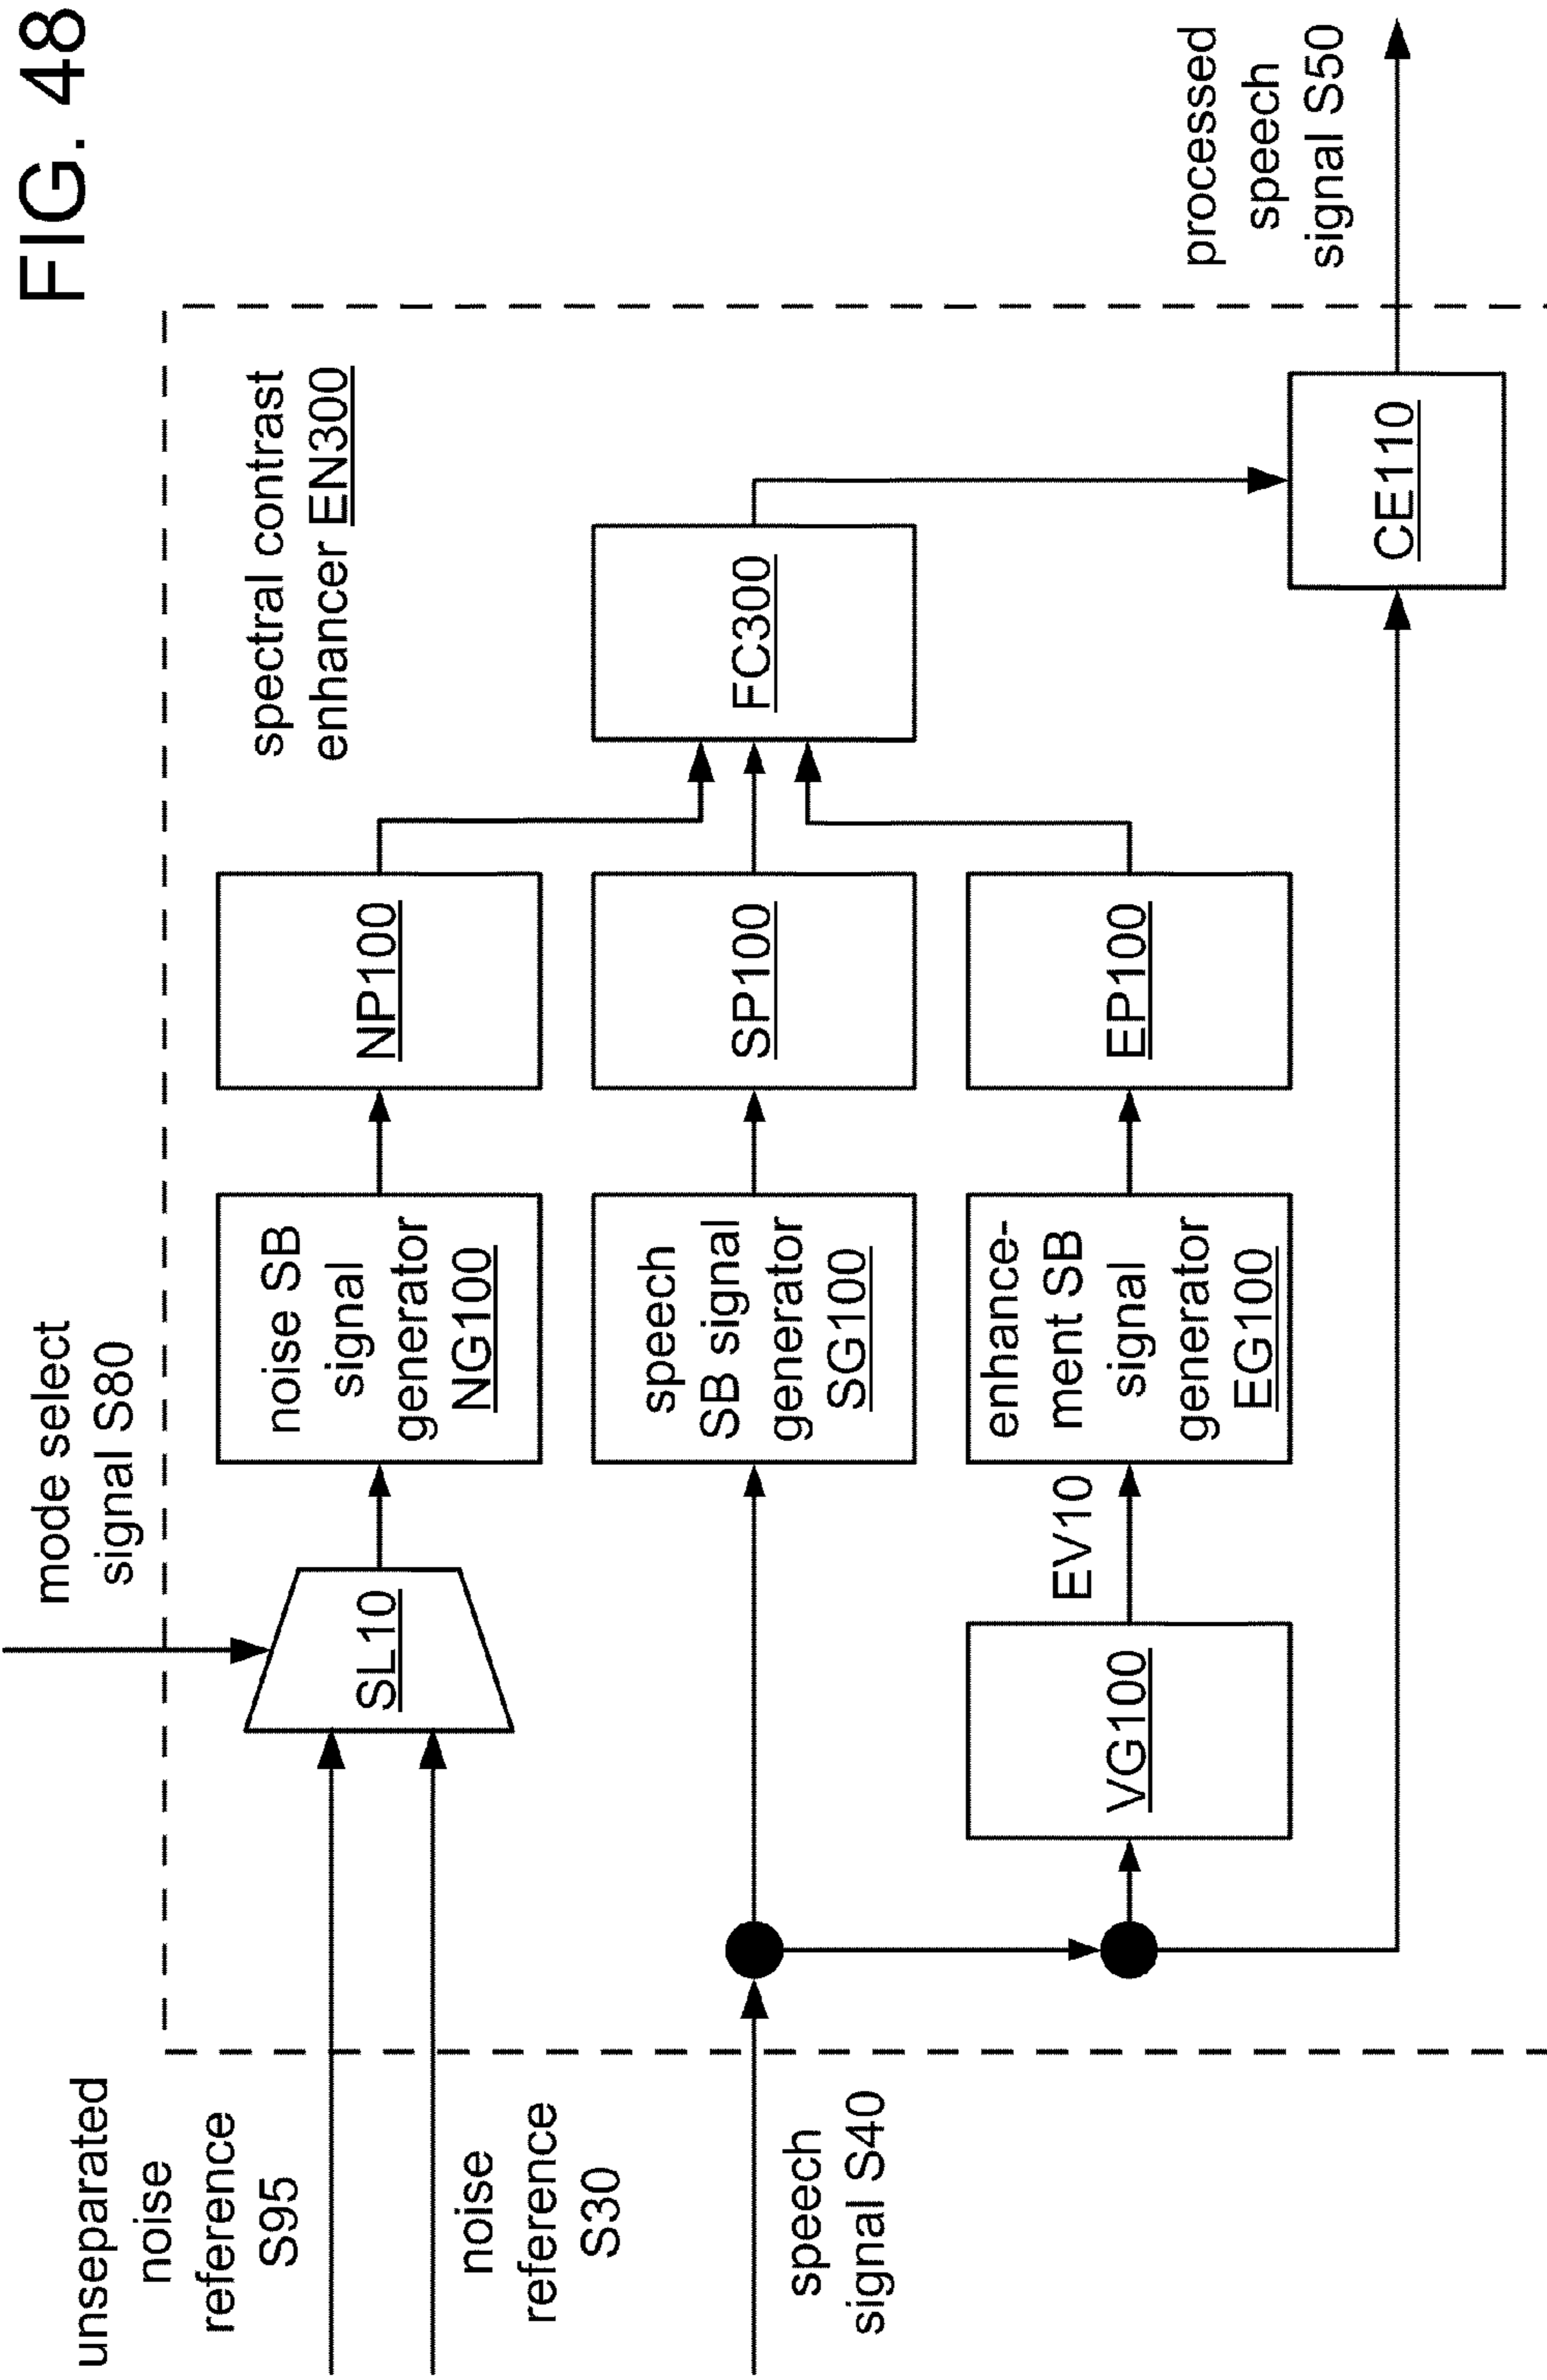 FIG. 48
mode select
signal S80
unseparated
noise
reference
S95
noise
reference
S30
speech
signal S40
spectral contrast
enhancer EN300
SL10
noise SB
signal
generator
NG100
NP100
speech
SB signal
generator
SG100
SP100
FC300
VG100
EV10
enhance-
ment SB
signal
generator
EG100
EP100
CE110
processed
speech
signal S50